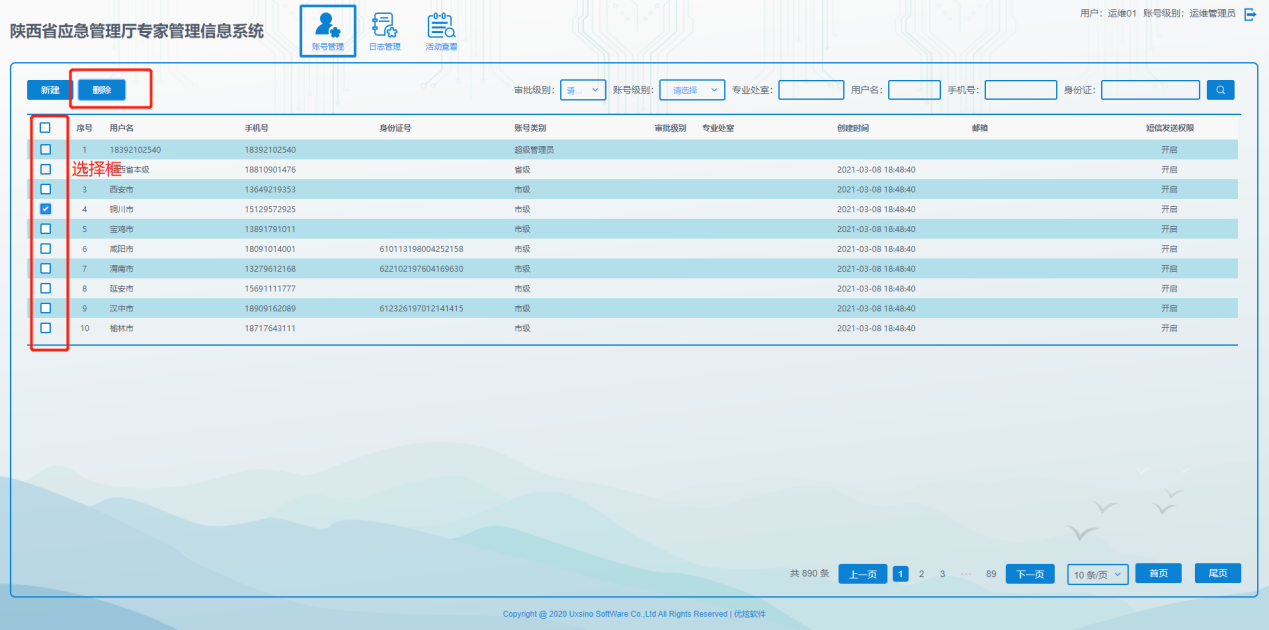 陕西省应急管理厅专家管理信息系统
账号管理 日志管理 活动查看
用户：运维01 账号级别：运维管理员
新建 删除 审批级别： 请... 账号级别： 请选择 专业处室： 用户名： 手机号： 身份证：
序号 用户名 手机号 身份证号 账号类别 审批级别 专业处室 创建时间 邮箱 短信发送权限
1 18392102540 18392102540 超级管理员 开启
选择框
西省本级 18810901476 省级 2021-03-08 18:48:40 开启
3 西安市 13649219353 市级 2021-03-08 18:48:40 开启
4 铜川市 15129572925 市级 2021-03-08 18:48:40 开启
5 宝鸡市 13891791011 市级 2021-03-08 18:48:40 开启
6 咸阳市 18091014001 610113198004252158 市级 2021-03-08 18:48:40 开启
7 渭南市 13279612168 622102197604169630 市级 2021-03-08 18:48:40 开启
8 延安市 15691111777 市级 2021-03-08 18:48:40 开启
9 汉中市 18909162089 612326197012141415 市级 2021-03-08 18:48:40 开启
10 榆林市 18717643111 市级 2021-03-08 18:48:40 开启
共 890 条 上一页 1 2 3 ··· 89 下一页 10 条/页 首页 尾页
Copyright @ 2020 Uxsino SoftWare Co.,Ltd All Rights Reserved | 优炫软件